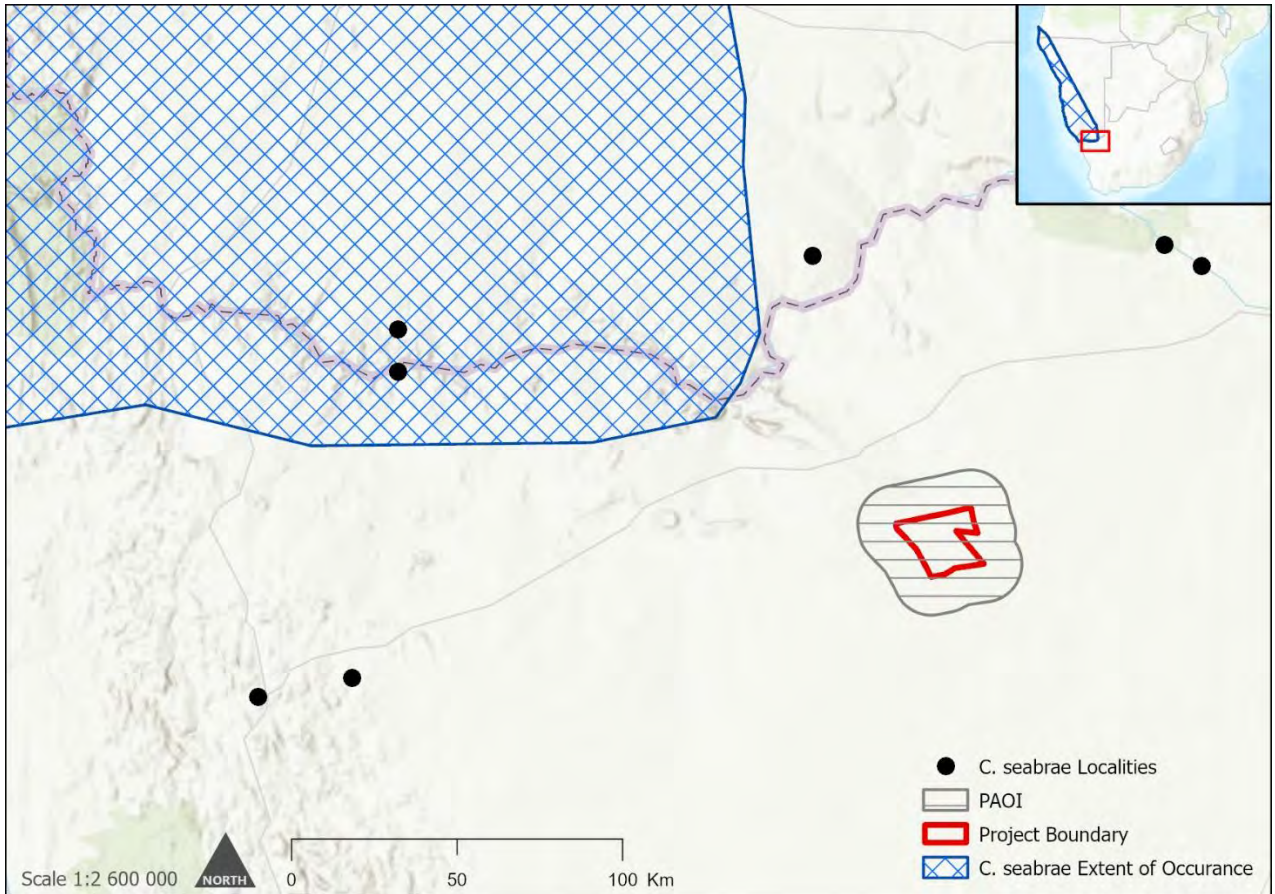 C. seabrae Localities
PAOI
Project Boundary
C. seabrae Extent of Occurance
Scale 1:2 600 000
NORTH
0 50 100 Km